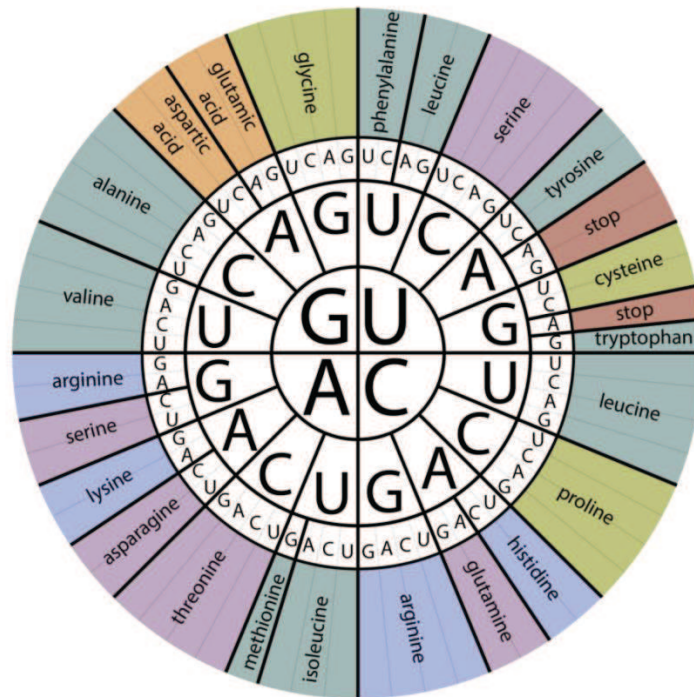 glycine
phenylalanine
leucine
serine
tyrosine
stop
cysteine
stop
tryptophan
leucine
proline
histidine
glutamine
arginine
isoleucine
methionine
threonine
asparagine
lysine
serine
arginine
valine
alanine
aspartic
acid
glutamic
acid
U C A G U C A G U C A G U C A G U C A G U C A G U C A G U C A G U C A G U C A G U C A G U C A G U C A G U C A G U C A G U C A G
U C A G U C A G U C A G U C A G
G U
A C